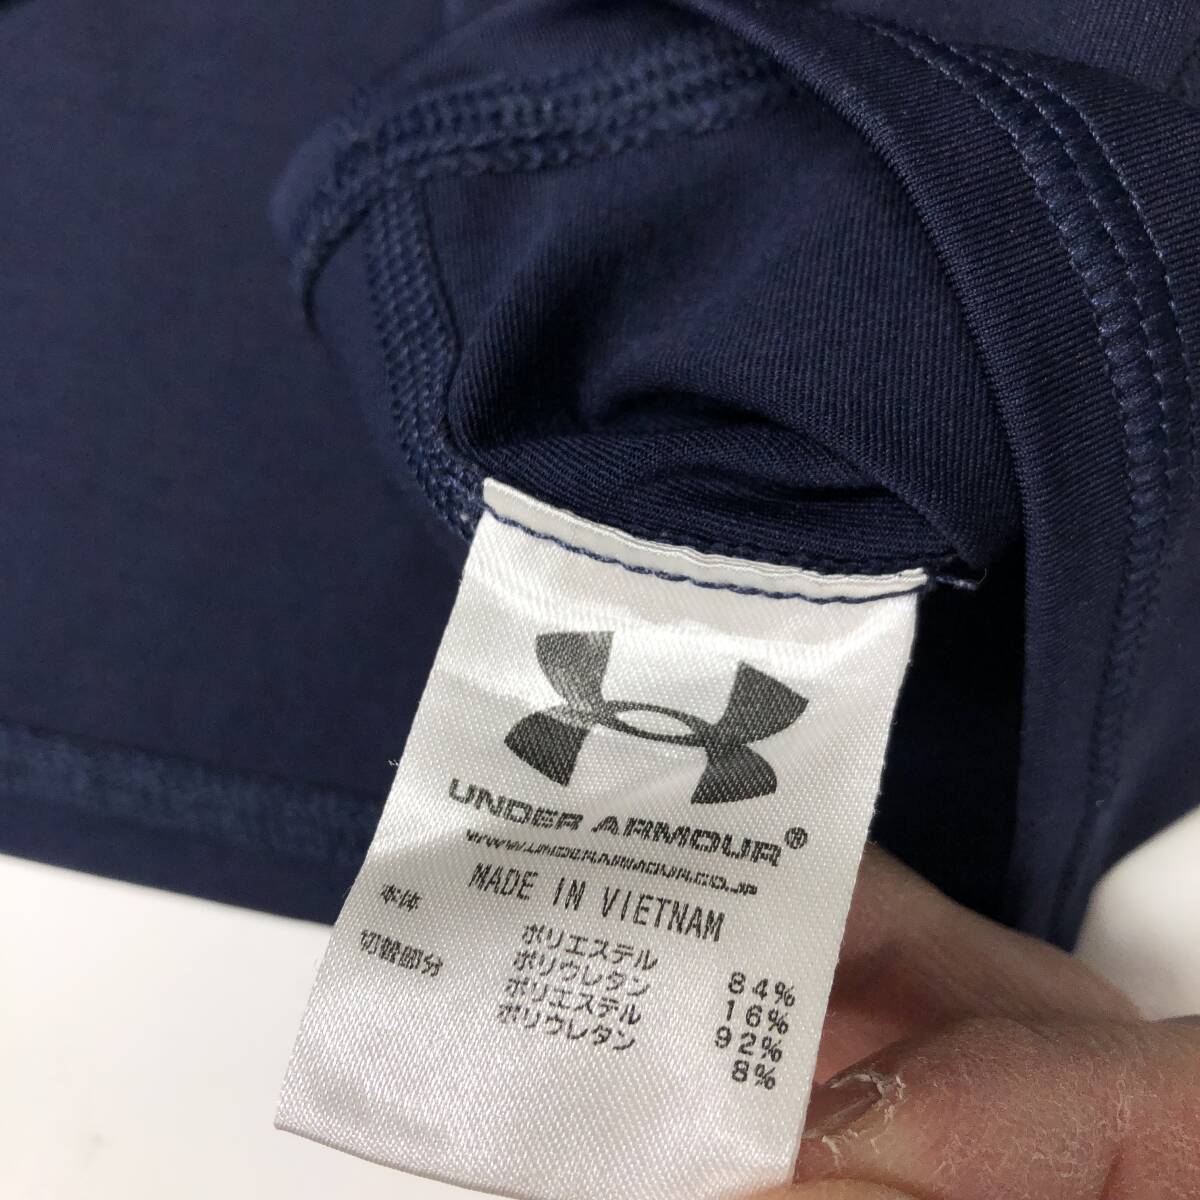 UNDER ARMOUR®
WWW.UNDERARMOUR.CO.JP
MADE IN VIETNAM
本体 ポリエステル 84%
ポリウレタン 16%
切替部分 ポリエステル 92%
ポリウレタン 8%